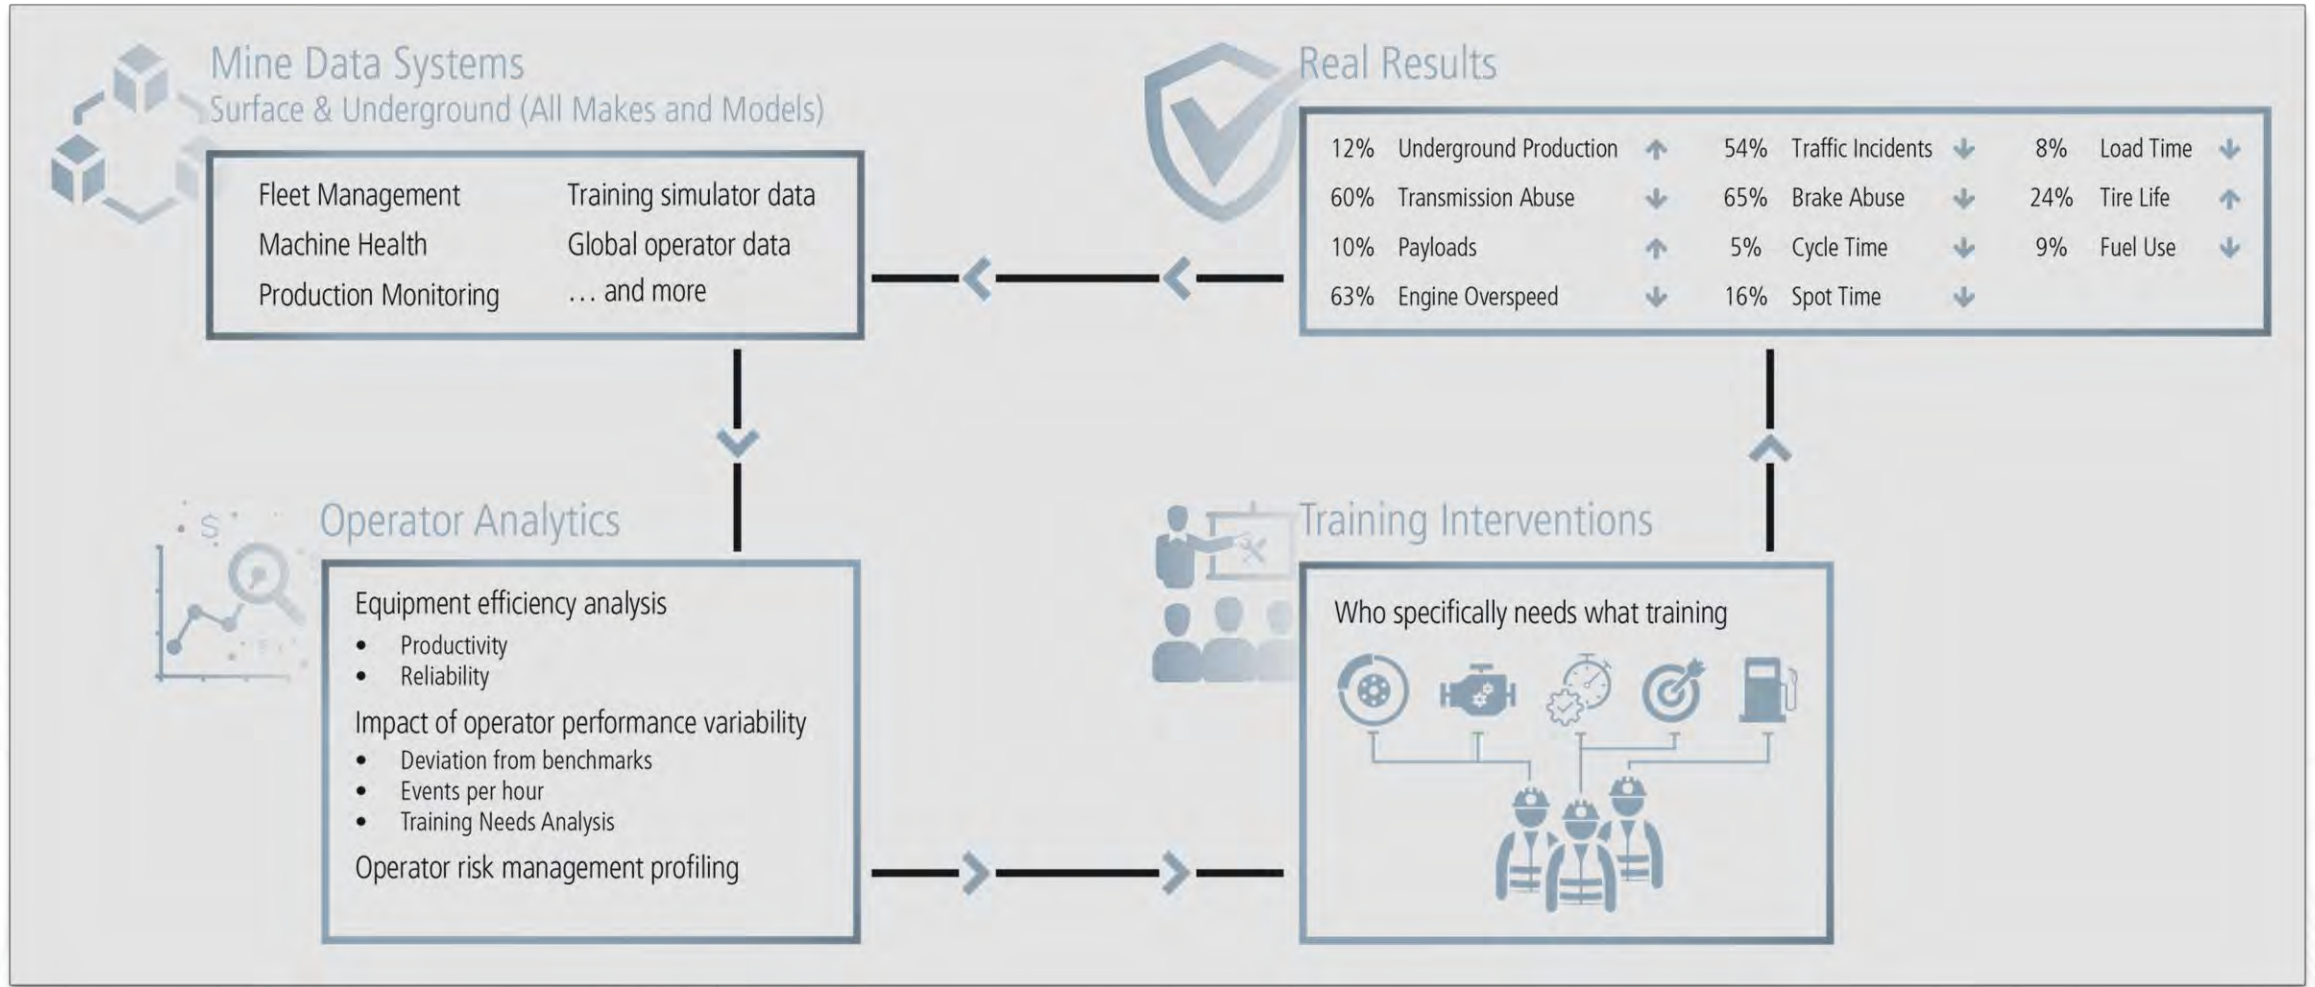 Mine Data Systems
Surface & Underground (All Makes and Models)
Fleet Management
Training simulator data
Machine Health
Global operator data
Production Monitoring
... and more
Real Results
12% Underground Production
54% Traffic Incidents
8% Load Time
60% Transmission Abuse
65% Brake Abuse
24% Tire Life
10% Payloads
5% Cycle Time
9% Fuel Use
63% Engine Overspeed
16% Spot Time
$
Operator Analytics
Equipment efficiency analysis
• Productivity
• Reliability
Impact of operator performance variability
• Deviation from benchmarks
• Events per hour
• Training Needs Analysis
Operator risk management profiling
Training Interventions
Who specifically needs what training